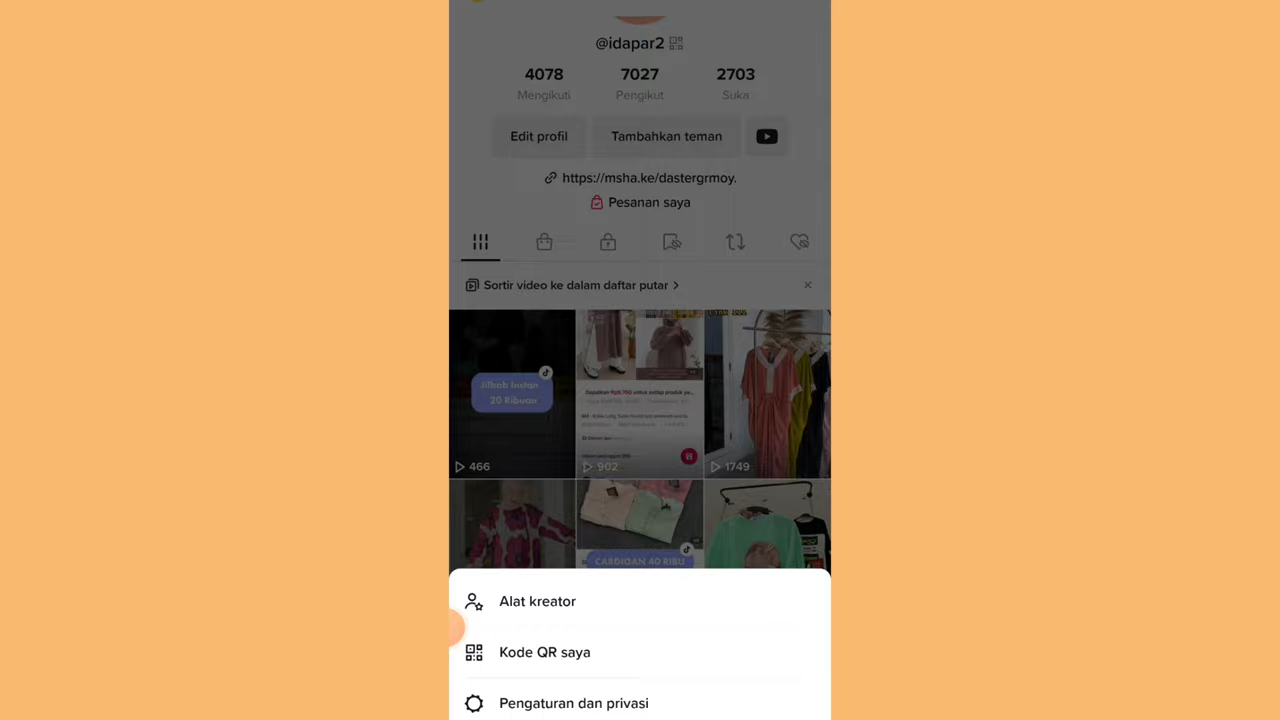 @idapar2
4078 7027 2703
Mengikuti Pengikut Suka
Edit profil Tambahkan teman
https://msha.ke/dastergrmoy.
Pesanan saya
Sortir video ke dalam daftar putar >
Jilbab Instan
20 Ribuan
466 902 1749
CARDIGAN 40 RIBU
Alat kreator
Kode QR saya
Pengaturan dan privasi